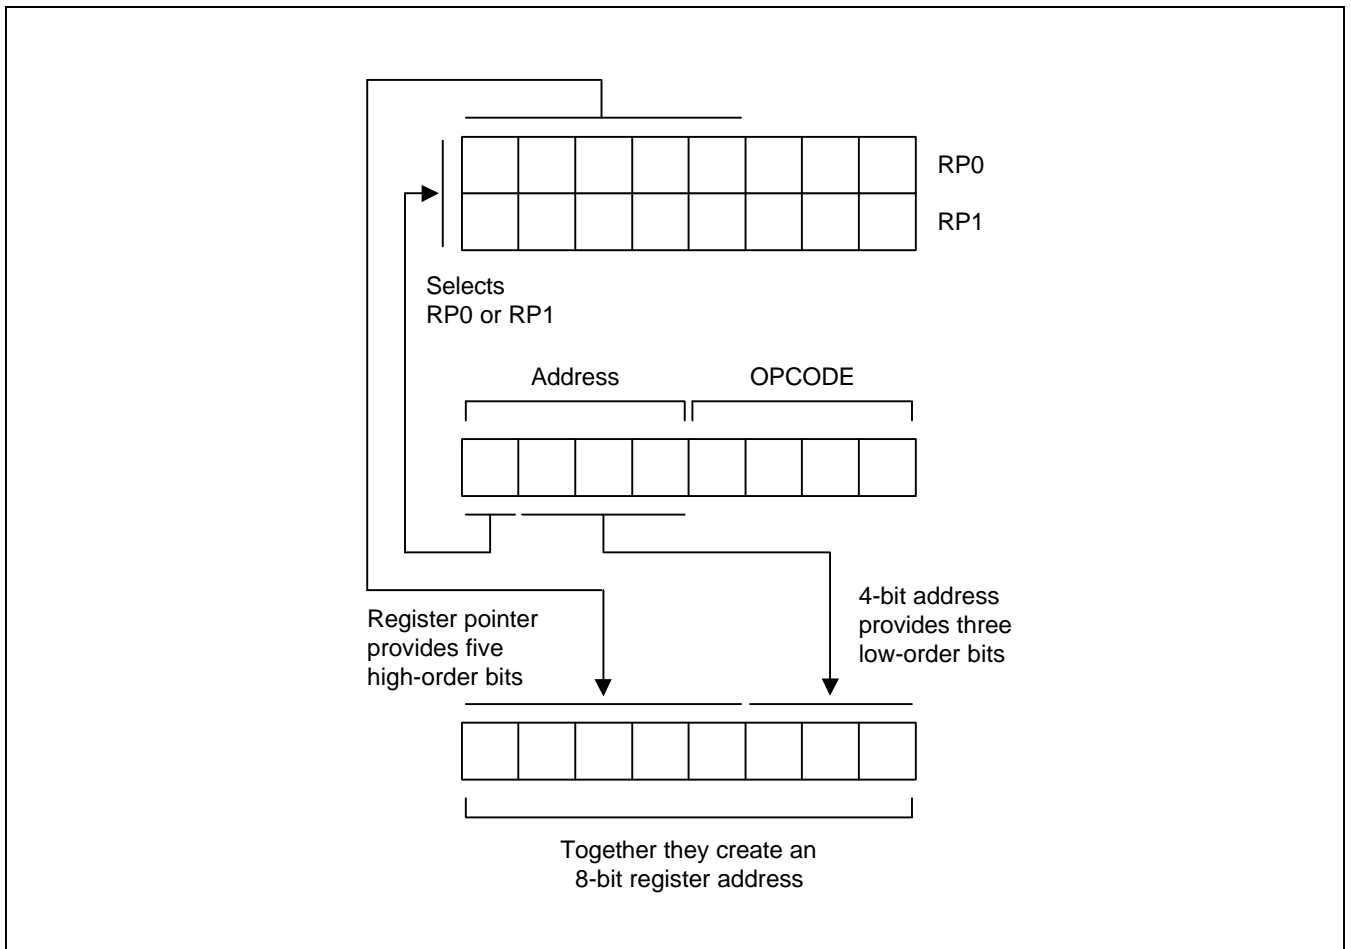 RP0
RP1
Selects
RP0 or RP1
Address
OPCODE
Register pointer
provides five
high-order bits
4-bit address
provides three
low-order bits
Together they create an
8-bit register address